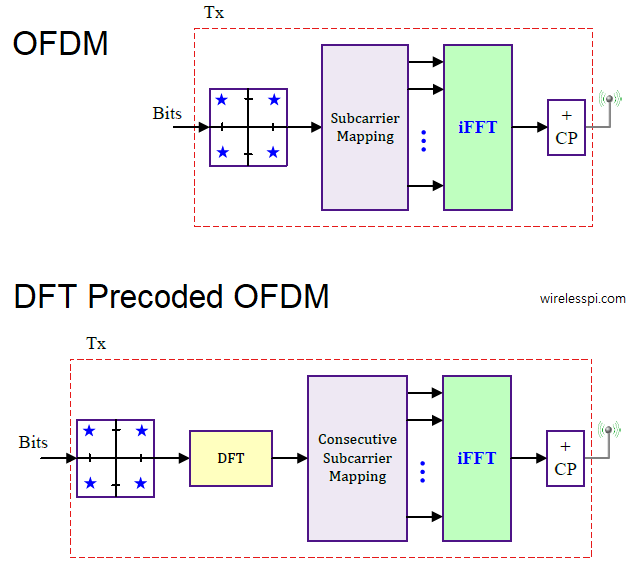 OFDM
Tx
Bits
Subcarrier
Mapping
iFFT
+
CP
DFT Precoded OFDM
wirelesspi.com
Tx
Bits
DFT
Consecutive
Subcarrier
Mapping
iFFT
+
CP